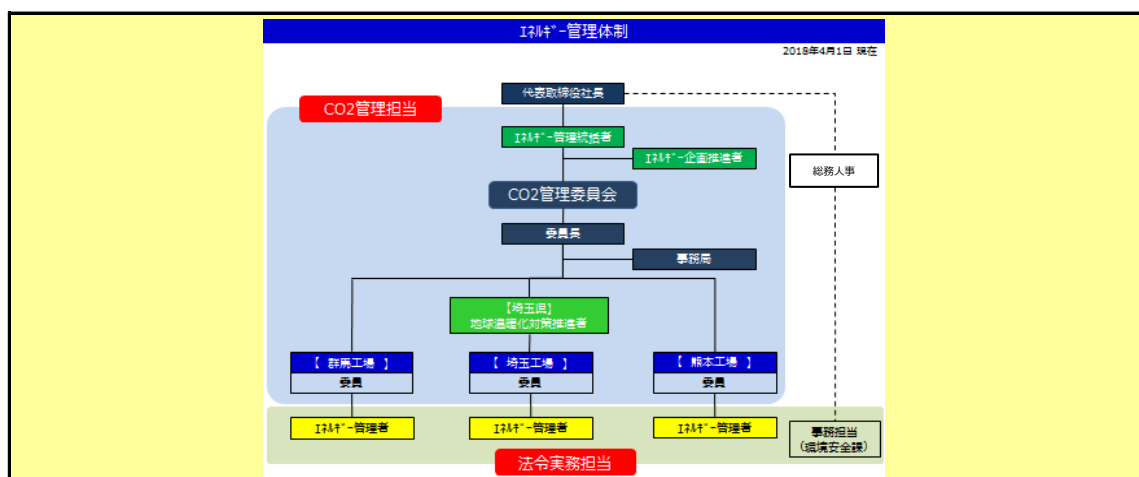 ｴﾈﾙｷﾞｰ管理体制
2018年4月1日 現在
代表取締役社長
CO2管理担当
ｴﾈﾙｷﾞｰ管理統括者
ｴﾈﾙｷﾞｰ企画推進者
総務人事
CO2管理委員会
委員長
事務局
【埼玉県】
地球温暖化対策推進者
【 群馬工場 】
【 埼玉工場 】
【 熊本工場 】
委員
委員
委員
ｴﾈﾙｷﾞｰ管理者
ｴﾈﾙｷﾞｰ管理者
ｴﾈﾙｷﾞｰ管理者
事務担当
（環境安全課）
法令実務担当